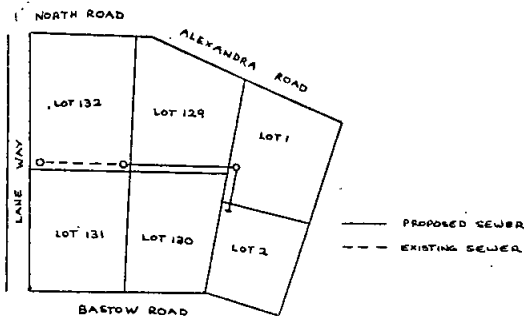 NORTH ROAD
ALEXANDRA ROAD
LOT 132
LOT 129
LOT 1
LANE WAY
LOT 131
LOT 130
LOT 2
PROPOSED SEWER
EXISTING SEWER
BASTOW ROAD